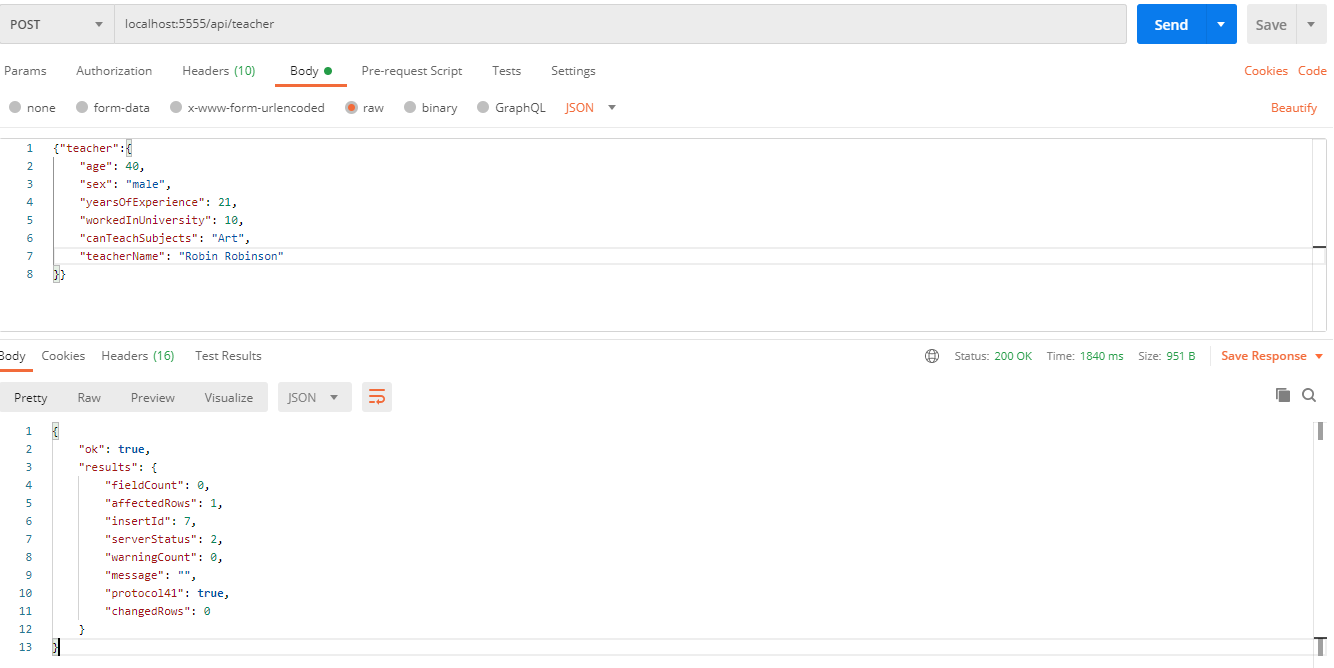 POST localhost:5555/api/teacher Send Save
Params Authorization Headers (10) Body Pre-request Script Tests Settings Cookies Code
none form-data x-www-form-urlencoded raw binary GraphQL JSON Beautify
1 {"teacher":{
2 "age": 40,
3 "sex": "male",
4 "yearsOfExperience": 21,
5 "workedInUniversity": 10,
6 "canTeachSubjects": "Art",
7 "teacherName": "Robin Robinson"
8 }}
Body Cookies Headers (16) Test Results Status: 200 OK Time: 1840 ms Size: 951 B Save Response
Pretty Raw Preview Visualize JSON
1 {
2 "ok": true,
3 "results": {
4 "fieldCount": 0,
5 "affectedRows": 1,
6 "insertId": 7,
7 "serverStatus": 2,
8 "warningCount": 0,
9 "message": "",
10 "protocol41": true,
11 "changedRows": 0
12 }
13 }